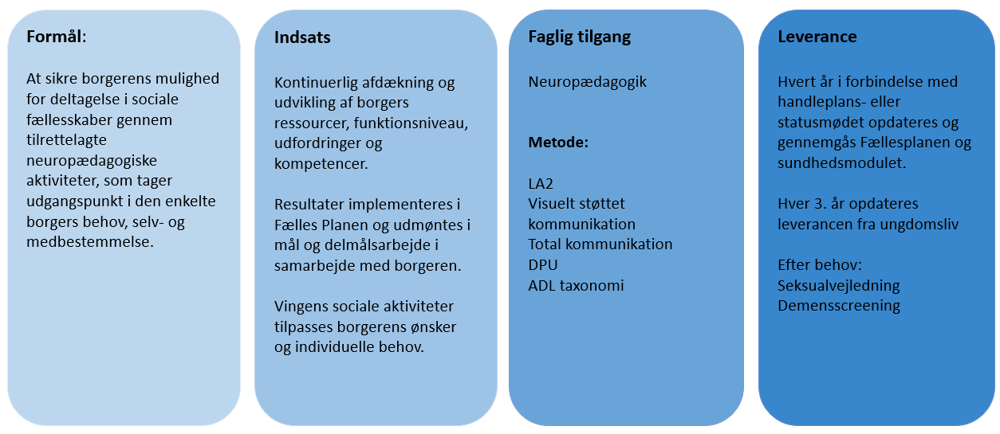 Formål:
At sikre borgerens mulighed
for deltagelse i sociale
fællesskaber gennem
tilrettelagte
neuropædagogiske
aktiviteter, som tager
udgangspunkt i den enkelte
borgers behov, selv- og
medbestemmelse.
Indsats
Kontinuerlig afdækning og
udvikling af borgers
ressourcer, funktionsniveau,
udfordringer og
kompetencer.
Resultater implementeres i
Fælles Planen og udmøntes i
mål og delmålsarbejde i
samarbejde med borgeren.
Vingens sociale aktiviteter
tilpasses borgerens ønsker
og individuelle behov.
Faglig tilgang
Neuropædagogik
Metode:
LA2
Visuelt støttet
kommunikation
Total kommunikation
DPU
ADL taxonomi
Leverance
Hvert år i forbindelse med
handleplans- eller
statusmødet opdateres og
gennemgås Fællesplanen og
sundhedsmodulet.
Hver 3. år opdateres
leverancen fra ungdomsliv
Efter behov:
Seksualvejledning
Demensscreening